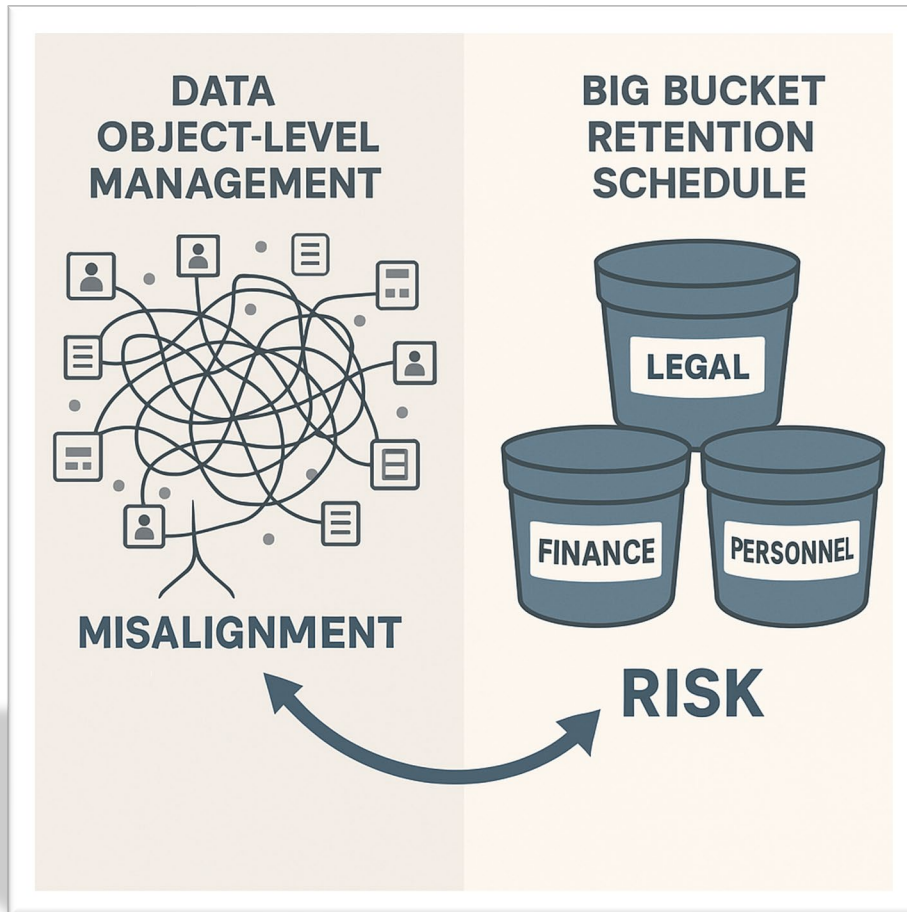 DATA
OBJECT-LEVEL
MANAGEMENT
MISALIGNMENT
BIG BUCKET
RETENTION
SCHEDULE
LEGAL
FINANCE
PERSONNEL
RISK